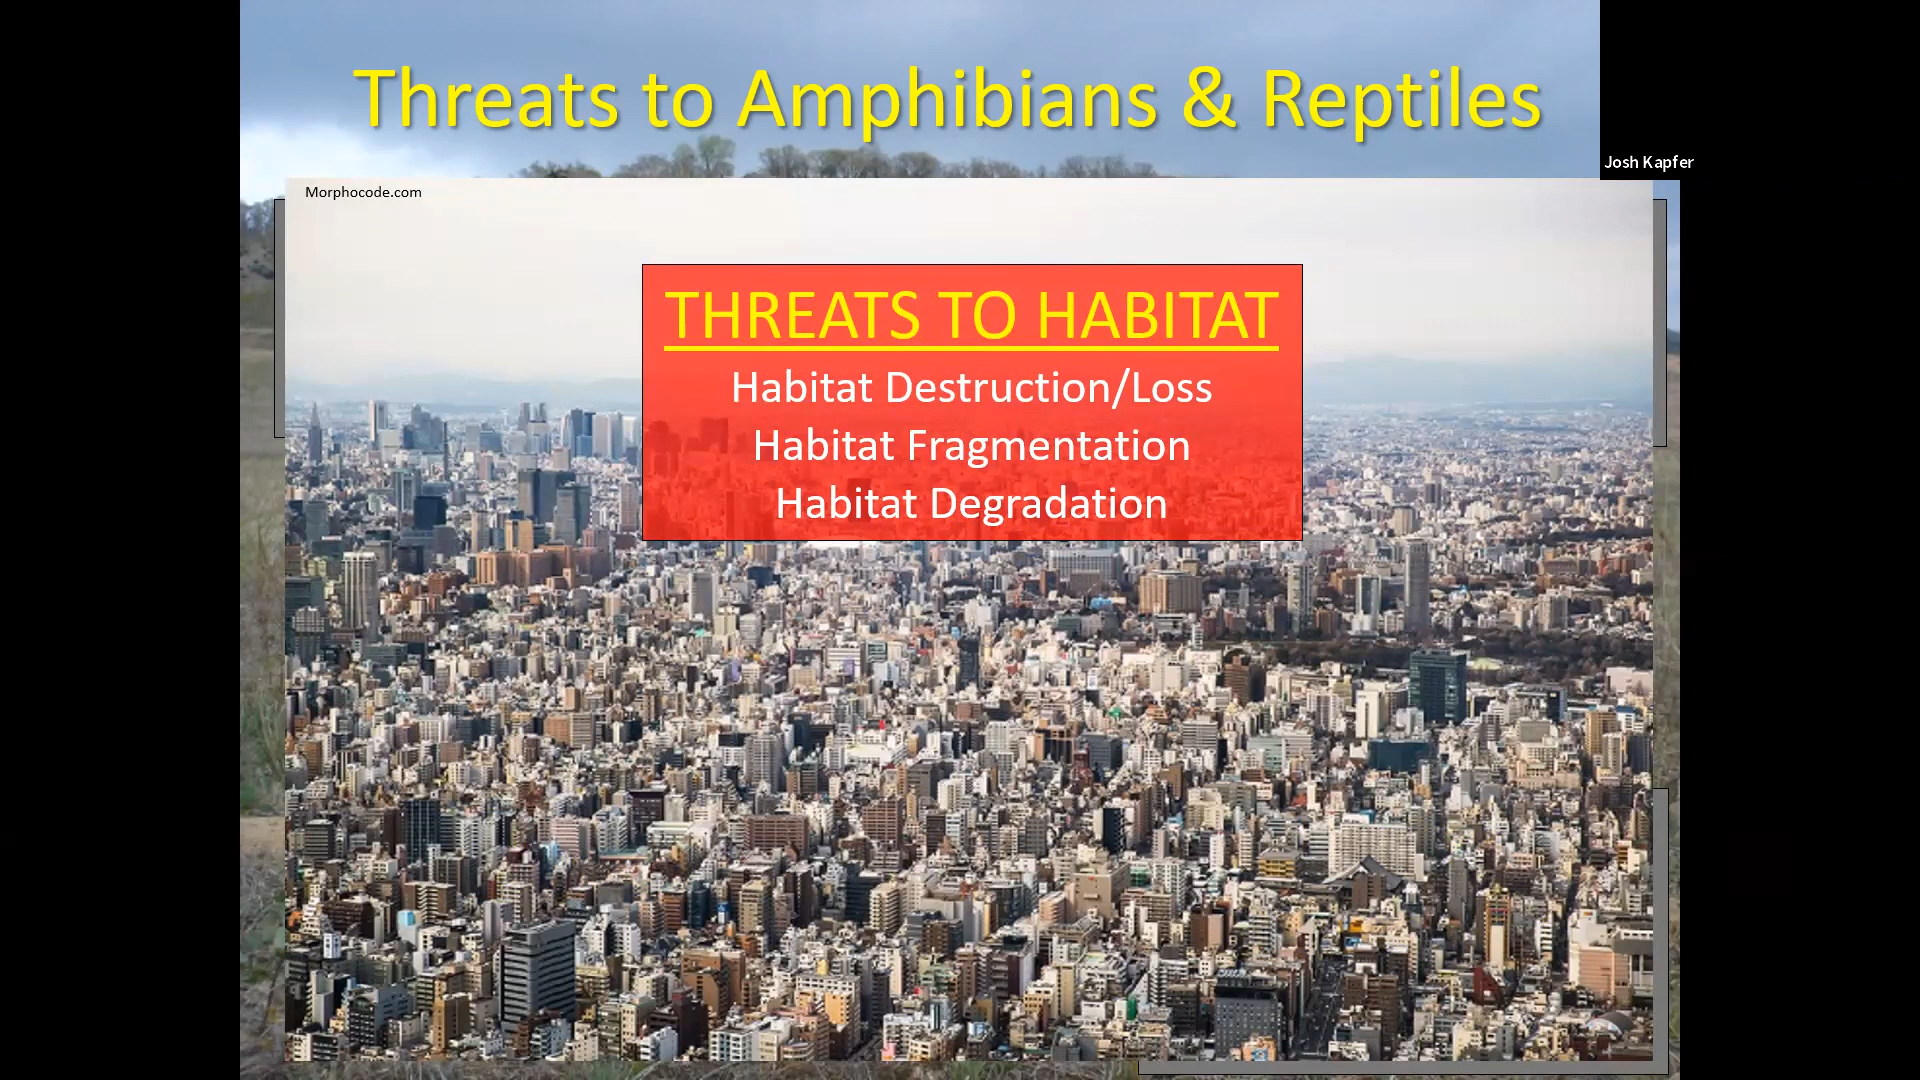 Threats to Amphibians & Reptiles
Josh Kapfer
Morphocode.com
THREATS TO HABITAT
Habitat Destruction/Loss
Habitat Fragmentation
Habitat Degradation